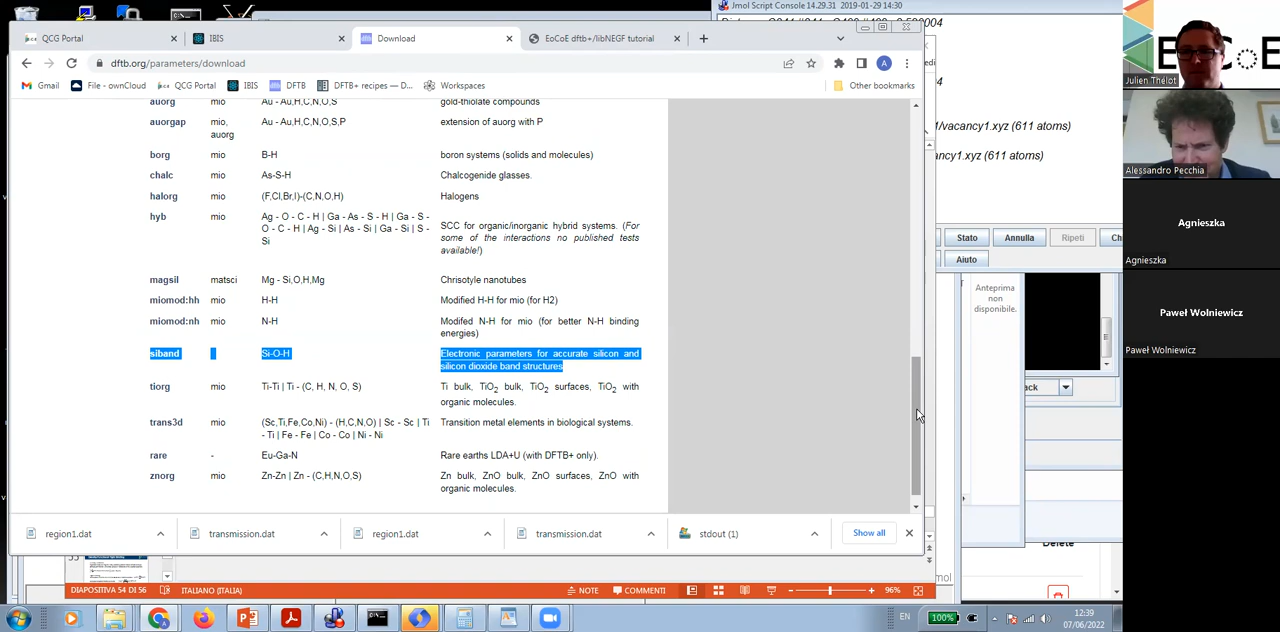 Jmol Script Console 14.29.31 2019-01-29 14:30
QCG Portal
IBIS
Download
EoCoE dftb+/libNEGF tutorial
dftb.org/parameters/download
Gmail
File - ownCloud
QCG Portal
IBIS
DFTB
DFTB+ recipes — D...
Workspaces
Other bookmarks
auorg mio Au - Au,H,C,N,O,S gold-thiolate compounds
auorgap mio, Au - Au,H,C,N,O,S,P extension of auorg with P
auorg
borg mio B-H boron systems (solids and molecules)
chalc mio As-S-H Chalcogenide glasses.
halorg mio (F,Cl,Br,I)-(C,N,O,H) Halogens
hyb mio Ag - O - C - H | Ga - As - S - H | Ga - S -
O - C - H | Ag - Si | As - Si | Ga - Si | S -
Si
SCC for organic/inorganic hybrid systems. (For
some of the interactions no published tests
available!)
magsil matsci Mg - Si,O,H,Mg Chrisotyle nanotubes
miomod:hh mio H-H Modified H-H for mio (for H2)
miomod:nh mio N-H Modifed N-H for mio (for better N-H binding
energies)
siband Si-O-H Electronic parameters for accurate silicon and
silicon dioxide band structures
tiorg mio Ti-Ti | Ti - (C, H, N, O, S) Ti bulk, TiO2 bulk, TiO2 surfaces, TiO2 with
organic molecules.
trans3d mio (Sc,Ti,Fe,Co,Ni) - (H,C,N,O) | Sc - Sc | Ti
- Ti | Fe - Fe | Co - Co | Ni - Ni
Transition metal elements in biological systems.
rare - Eu-Ga-N Rare earths LDA+U (with DFTB+ only).
znorg mio Zn-Zn | Zn - (C,H,N,O,S) Zn bulk, ZnO bulk, ZnO surfaces, ZnO with
organic molecules.
region1.dat
transmission.dat
region1.dat
transmission.dat
stdout (1)
Show all
1/vacancy1.xyz (611 atoms)
ancy1.xyz (611 atoms)
Stato
Annulla
Ripeti
Aiuto
Anteprima
non
disponibile.
ack
Delete
DIAPOSITIVA 54 DI 56
ITALIANO (ITALIA)
NOTE
COMMENTI
96%
EN
100%
12:39
07/06/2022
Julien Thélot
Alessandro Pecchia
Agnieszka
Agnieszka
Paweł Wolniewicz
Paweł Wolniewicz